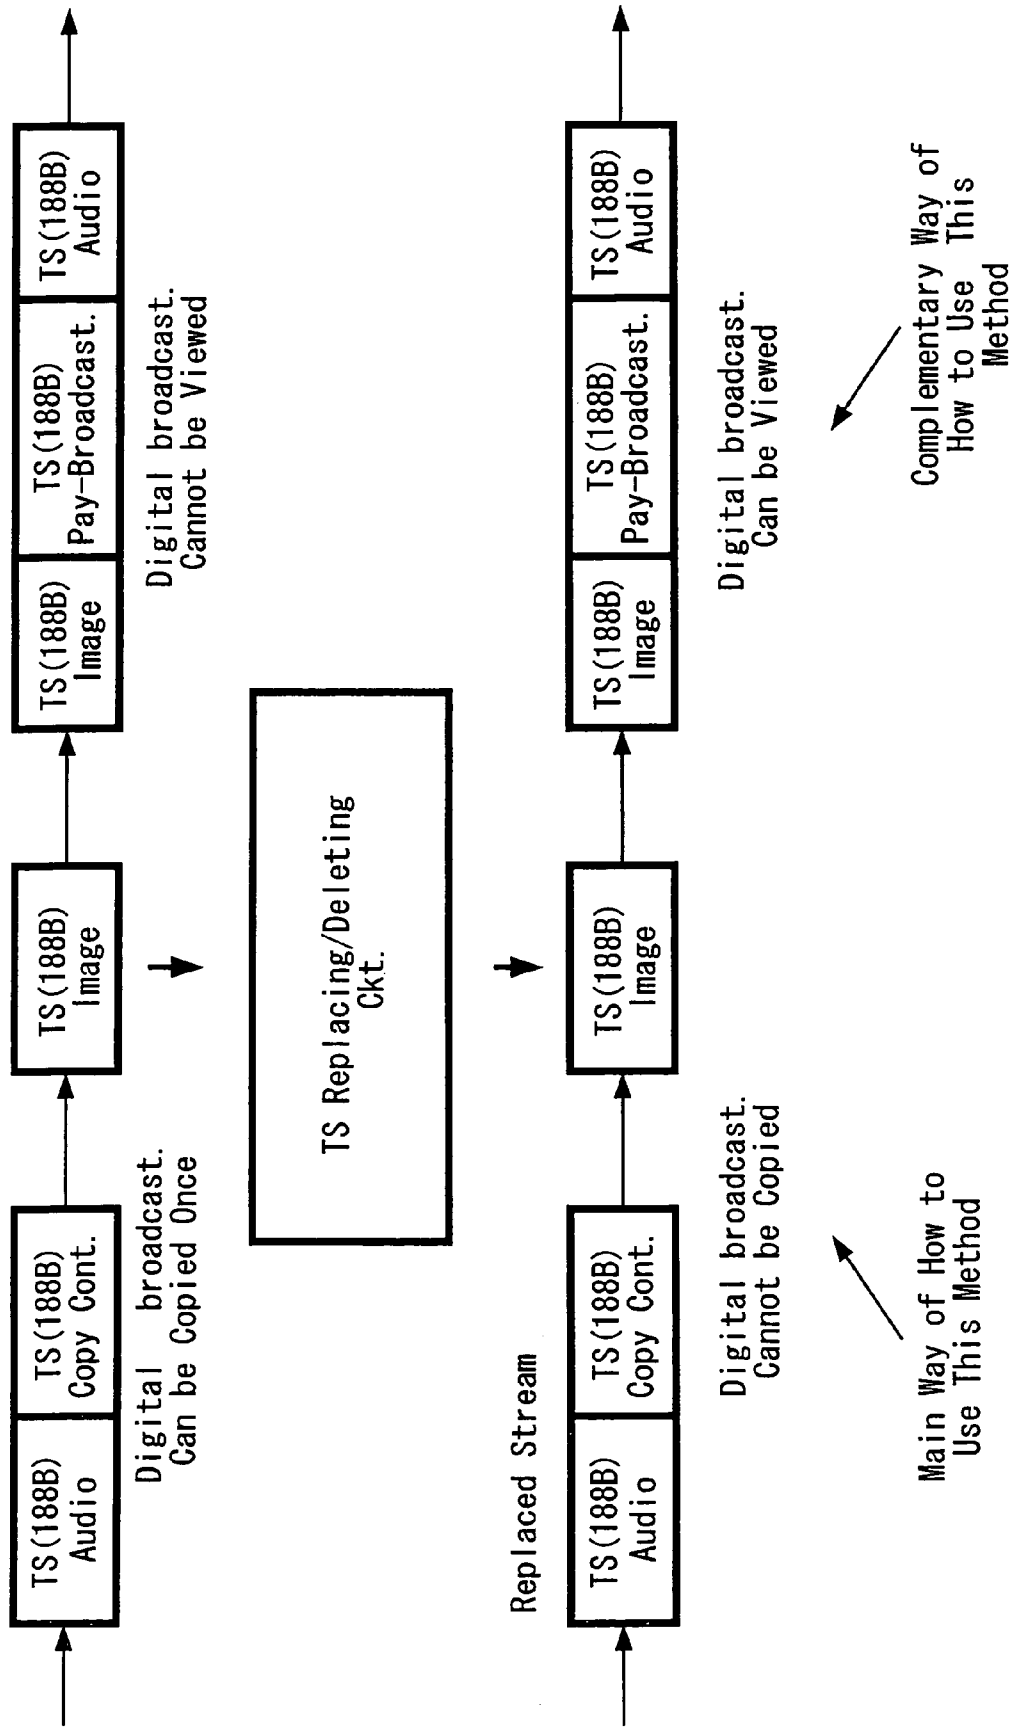 TS(188B)
Audio
TS(188B)
Copy Cont.
TS(188B)
Image
TS(188B)
Image
TS(188B)
Pay-Broadcast.
TS(188B)
Audio
Digital broadcast.
Can be Copied Once
Digital broadcast.
Cannot be Viewed
TS Replacing/Deleting
Ckt.
Replaced Stream
TS(188B)
Audio
TS(188B)
Copy Cont.
TS(188B)
Image
TS(188B)
Image
TS(188B)
Pay-Broadcast.
TS(188B)
Audio
Digital broadcast.
Cannot be Copied
Digital broadcast.
Can be Viewed
Main Way of How to
Use This Method
Complementary Way of
How to Use This
Method